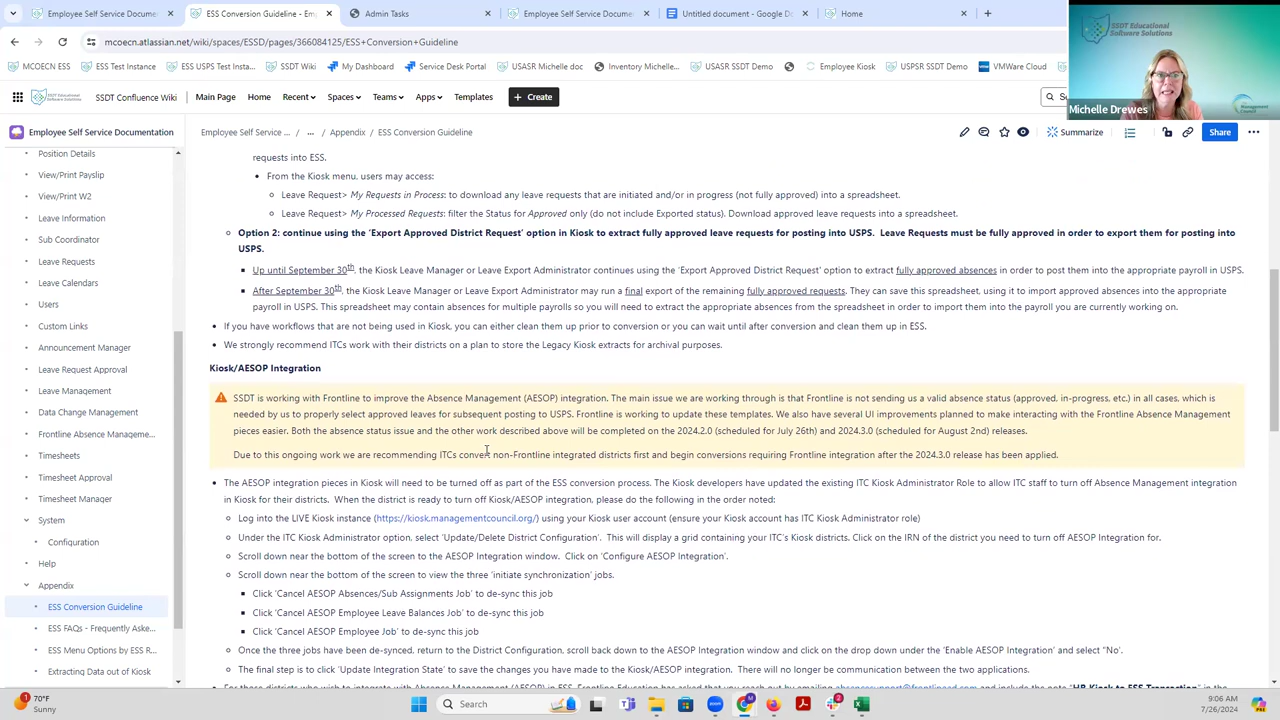 Employee Self Service Docume
ESS Conversion Guideline - Em
Admin Tasks
Employee Self Service Docume
Untitled document - Google D
Home
mcoecn.atlassian.net/wiki/spaces/ESSD/pages/366084125/ESS+Conversion+Guideline
MCOECN ESS
ESS Test Instance
ESS USPS Test Insta...
SSDT Wiki
My Dashboard
Service Desk Portal
USASR Michelle doc
Inventory Michelle...
USASR SSDT Demo
Employee Kiosk
USPSR SSDT Demo
VMWare Cloud
SSDT Educational
Software Solutions
Management
Council
Michelle Drewes
SSDT Confluence Wiki
Main Page
Home
Recent
Spaces
Teams
Apps
Templates
+ Create
Employee Self Service Documentation
Employee Self Service ... / ... / Appendix / ESS Conversion Guideline
Summarize
Share
Position Details
View/Print Payslip
View/Print W2
Leave Information
Sub Coordinator
Leave Requests
Leave Calendars
Users
Custom Links
Announcement Manager
Leave Request Approval
Leave Management
Data Change Management
Frontline Absence Manageme...
Timesheets
Timesheet Approval
Timesheet Manager
System
Configuration
Help
Appendix
ESS Conversion Guideline
ESS FAQs - Frequently Aske...
ESS Menu Options by ESS R...
Extracting Data out of Kiosk
requests into ESS.
From the Kiosk menu, users may access:
Leave Request> My Requests in Process: to download any leave requests that are initiated and/or in progress (not fully approved) into a spreadsheet.
Leave Request> My Processed Requests: filter the Status for Approved only (do not include Exported status). Download approved leave requests into a spreadsheet.
Option 2: continue using the 'Export Approved District Request' option in Kiosk to extract fully approved leave requests for posting into USPS. Leave Requests must be fully approved in order to export them for posting into
USPS.
Up until September 30th, the Kiosk Leave Manager or Leave Export Administrator continues using the 'Export Approved District Request' option to extract fully approved absences in order to post them into the appropriate payroll in USPS.
After September 30th, the Kiosk Leave Manager or Leave Export Administrator may run a final export of the remaining fully approved requests. They can save this spreadsheet, using it to import approved absences into the appropriate
payroll in USPS. This spreadsheet may contain absences for multiple payrolls so you will need to extract the appropriate absences from the spreadsheet in order to import them into the payroll you are currently working on.
If you have workflows that are not being used in Kiosk, you can either clean them up prior to conversion or you can wait until after conversion and clean them up in ESS.
We strongly recommend ITCs work with their districts on a plan to store the Legacy Kiosk extracts for archival purposes.
Kiosk/AESOP Integration
SSDT is working with Frontline to improve the Absence Management (AESOP) integration. The main issue we are working through is that Frontline is not sending us a valid absence status (approved, in-progress, etc.) in all cases, which is
needed by us to properly select approved leaves for subsequent posting to USPS. Frontline is working to update these templates. We also have several UI improvements planned to make interacting with the Frontline Absence Management
pieces easier. Both the absence status issue and the other work described above will be completed on the 2024.2.0 (scheduled for July 26th) and 2024.3.0 (scheduled for August 2nd) releases.
Due to this ongoing work we are recommending ITCs convert non-Frontline integrated districts first and begin conversions requiring Frontline integration after the 2024.3.0 release has been applied.
The AESOP integration pieces in Kiosk will need to be turned off as part of the ESS conversion process. The Kiosk developers have updated the existing ITC Kiosk Administrator Role to allow ITC staff to turn off Absence Management integration
in Kiosk for their districts. When the district is ready to turn off Kiosk/AESOP integration, please do the following in the order noted:
Log into the LIVE Kiosk instance (https://kiosk.managementcouncil.org/) using your Kiosk user account (ensure your Kiosk account has ITC Kiosk Administrator role)
Under the ITC Kiosk Administrator option, select 'Update/Delete District Configuration'. This will display a grid containing your ITC's Kiosk districts. Click on the IRN of the district you need to turn off AESOP Integration for.
Scroll down near the bottom of the screen to the AESOP Integration window. Click on 'Configure AESOP Integration'.
Scroll down near the bottom of the screen to view the three 'initiate synchronization' jobs.
Click 'Cancel AESOP Absences/Sub Assignments Job' to de-sync this job
Click 'Cancel AESOP Employee Leave Balances Job' to de-sync this job
Click 'Cancel AESOP Employee Job' to de-sync this job
Once the three jobs have been de-synced, return to the District Configuration, scroll back down to the AESOP Integration window and click on the drop down under the 'Enable AESOP Integration' and select "No'.
The final step is to click 'Update Integration State' to save the changes you have made to the Kiosk/AESOP integration. There will no longer be communication between the two applications.
1
70°F
Sunny
Search
2
9:06 AM
7/26/2024